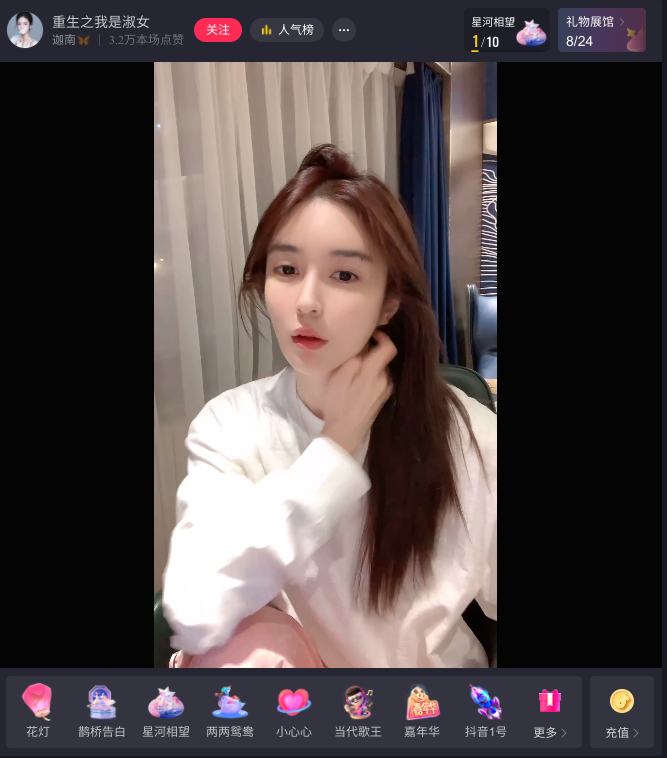 重生之我是淑女
迦南 | 3.2万本场点赞
关注
人气榜
星河相望
1/10
礼物展馆
8/24
花灯
鹊桥告白
星河相望
两两鸳鸯
小心心
当代歌王
嘉年华
嘉年华
抖音1号
更多
充值